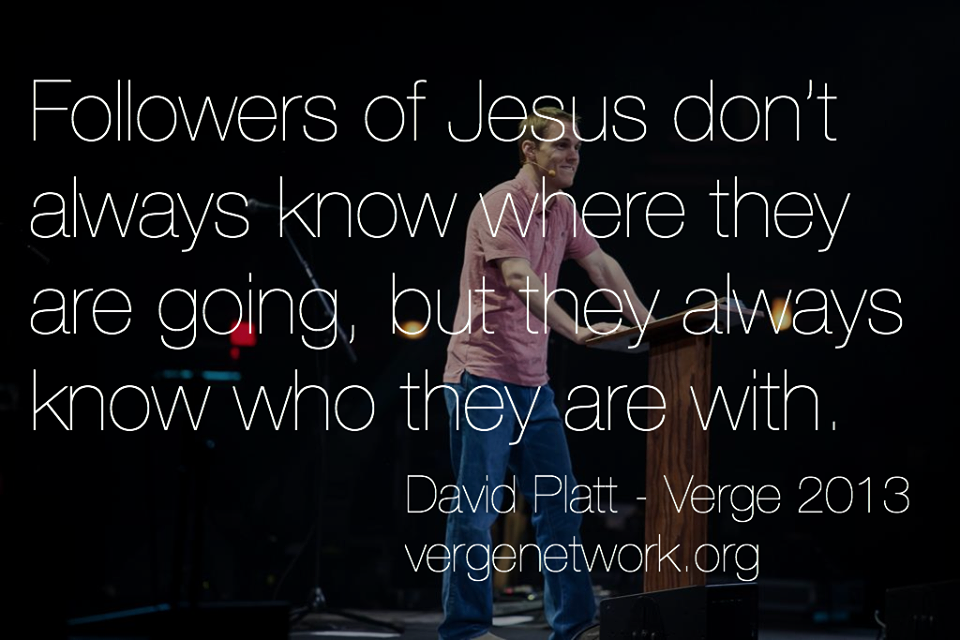 Followers of Jesus don’t
always know where they
are going, but they always
know who they are with.
David Platt - Verge 2013
vergenetwork.org